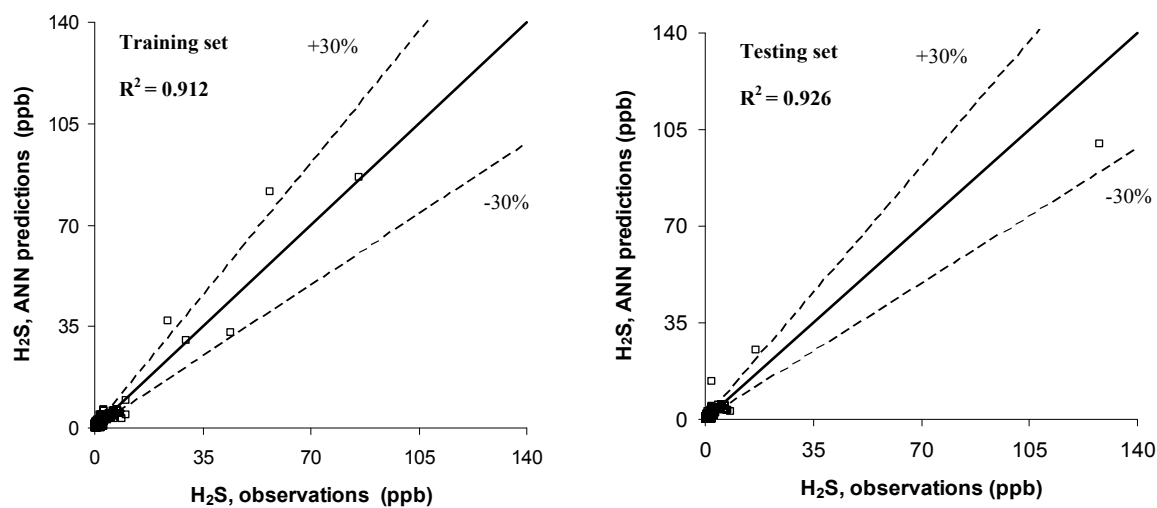 140
105
70
35
0
H₂S, ANN predictions (ppb)
Training set
R² = 0.912
+30%
-30%
0 35 70 105 140
H₂S, observations (ppb)
140
105
70
35
0
H₂S, ANN predictions (ppb)
Testing set
R² = 0.926
+30%
-30%
0 35 70 105 140
H₂S, observations (ppb)